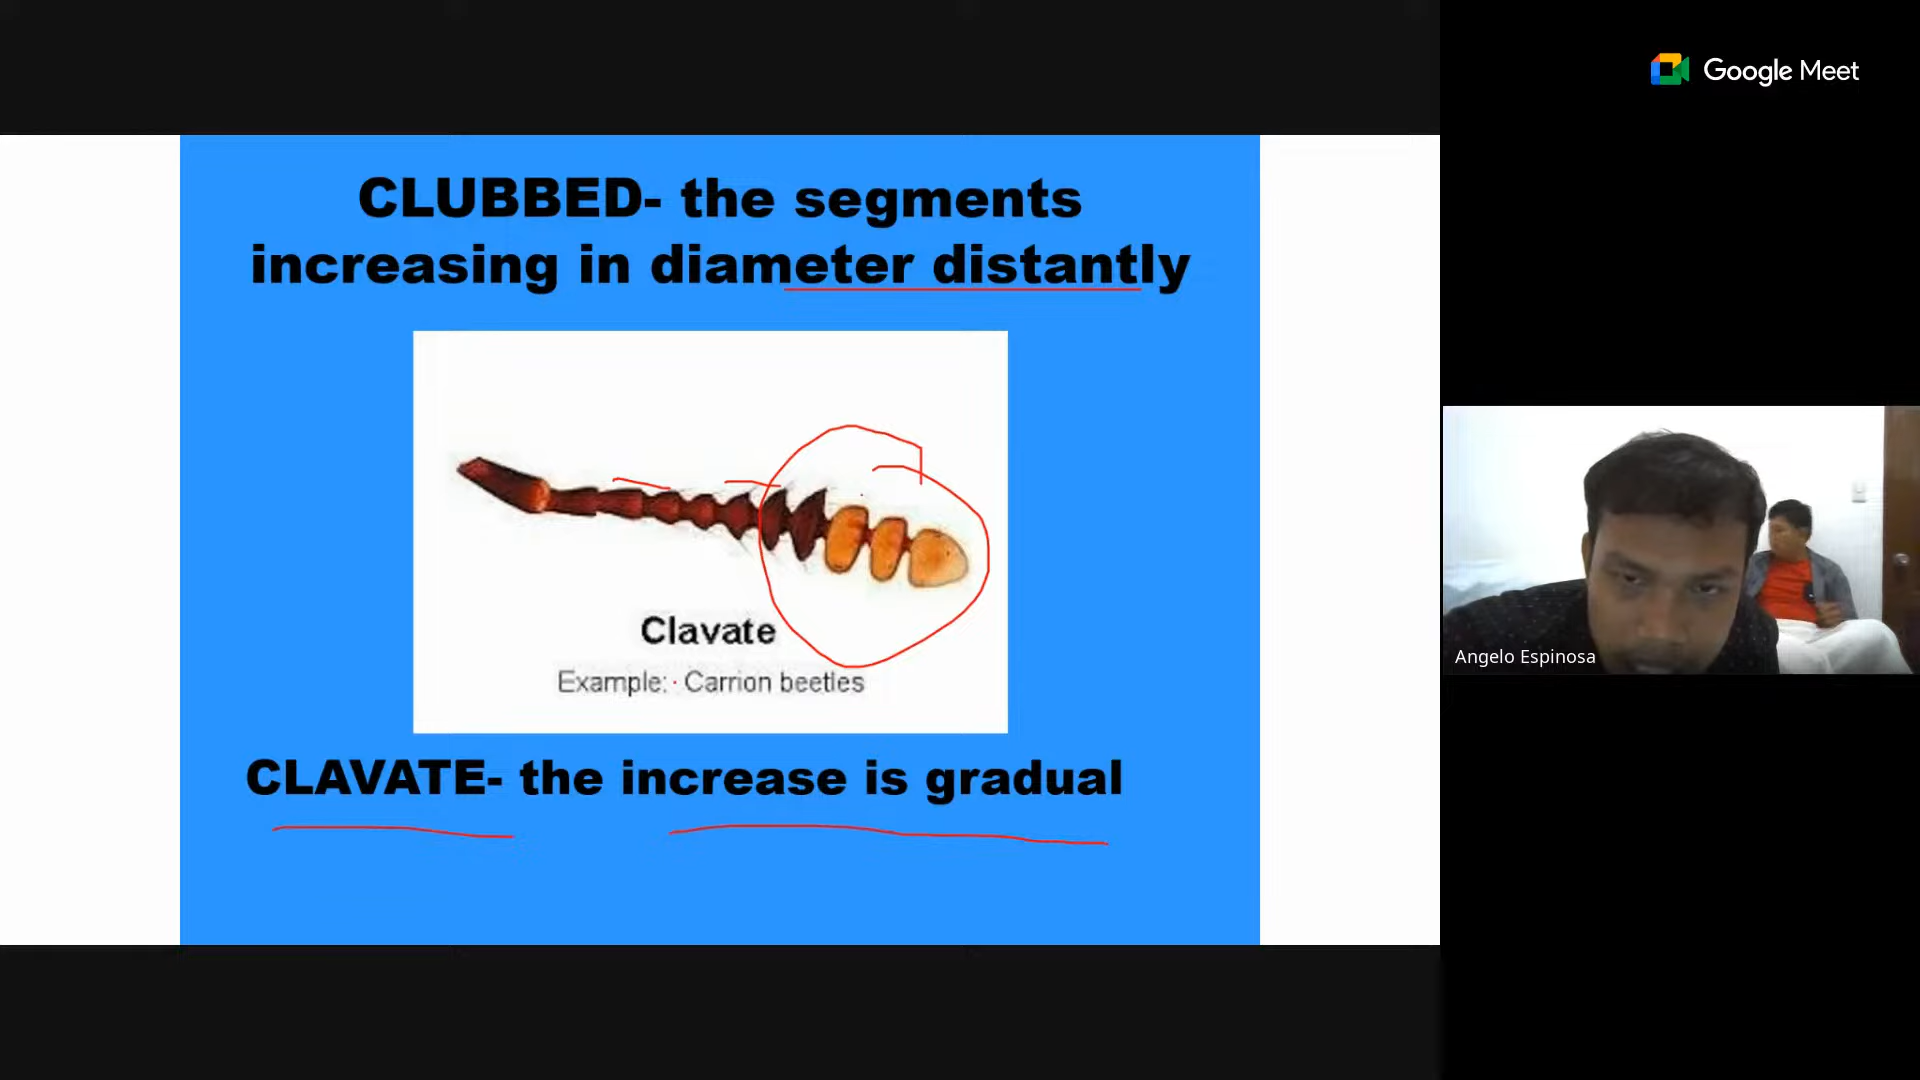 Google Meet
CLUBBED- the segments
increasing in diameter distantly
Clavate
Example: Carrion beetles
CLAVATE- the increase is gradual
Angelo Espinosa